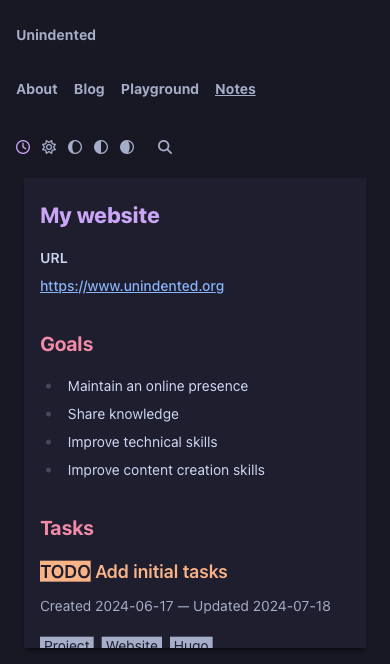 Unindented
About Blog Playground Notes
My website
URL
https://www.unindented.org
Goals
Maintain an online presence
Share knowledge
Improve technical skills
Improve content creation skills
Tasks
TODO Add initial tasks
Created 2024-06-17 — Updated 2024-07-18
Project Website Hugo